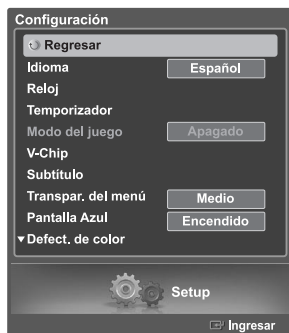 Configuración
Regresar
Idioma Español
Reloj
Temporizador
Modo del juego Apagado
V-Chip
Subtítulo
Transpar. del menú Medio
Pantalla Azul Encendido
▼Defect. de color
Setup
Ingresar